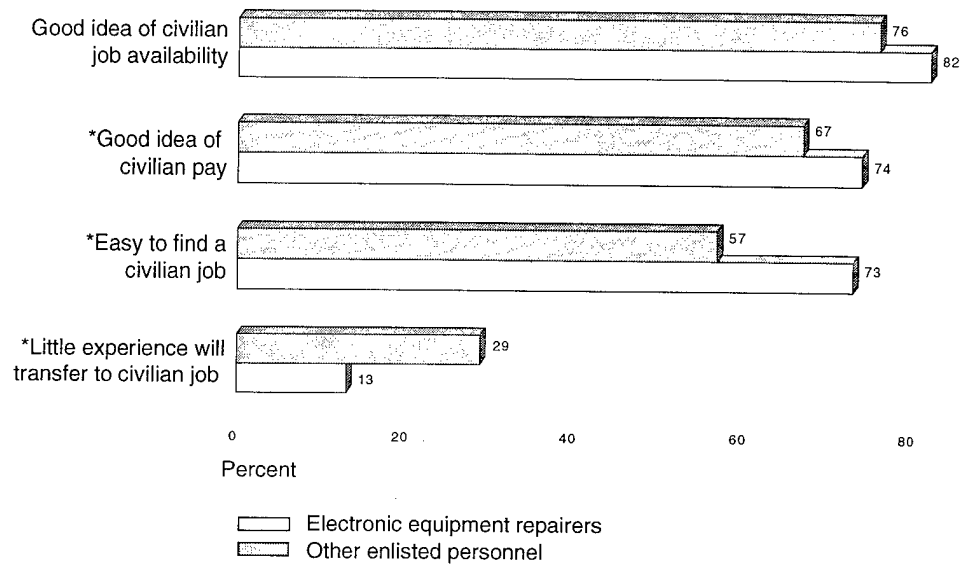 Good idea of civilian
job availability
76
82
*Good idea of
civilian pay
67
74
*Easy to find a
civilian job
57
73
*Little experience will
transfer to civilian job
29
13
0 20 40 60 80
Percent
Electronic equipment repairers
Other enlisted personnel